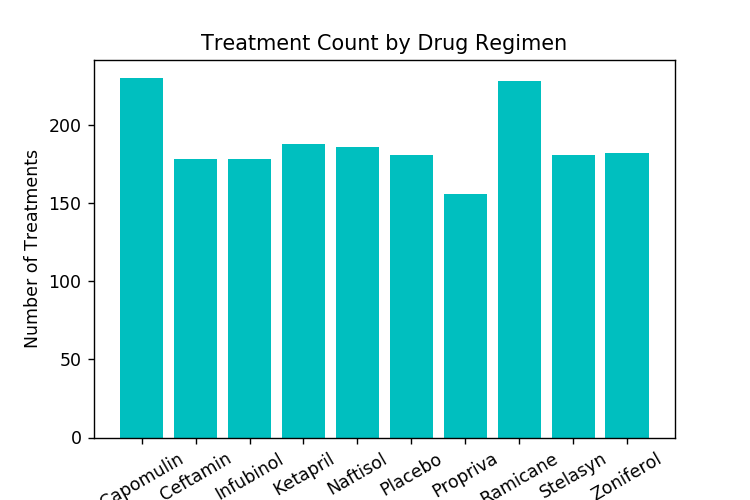 Treatment Count by Drug Regimen
Number of Treatments
200
150
100
50
0
Capomulin
Ceftamin
Infubinol
Ketapril
Naftisol
Placebo
Propriva
Ramicane
Stelasyn
Zoniferol